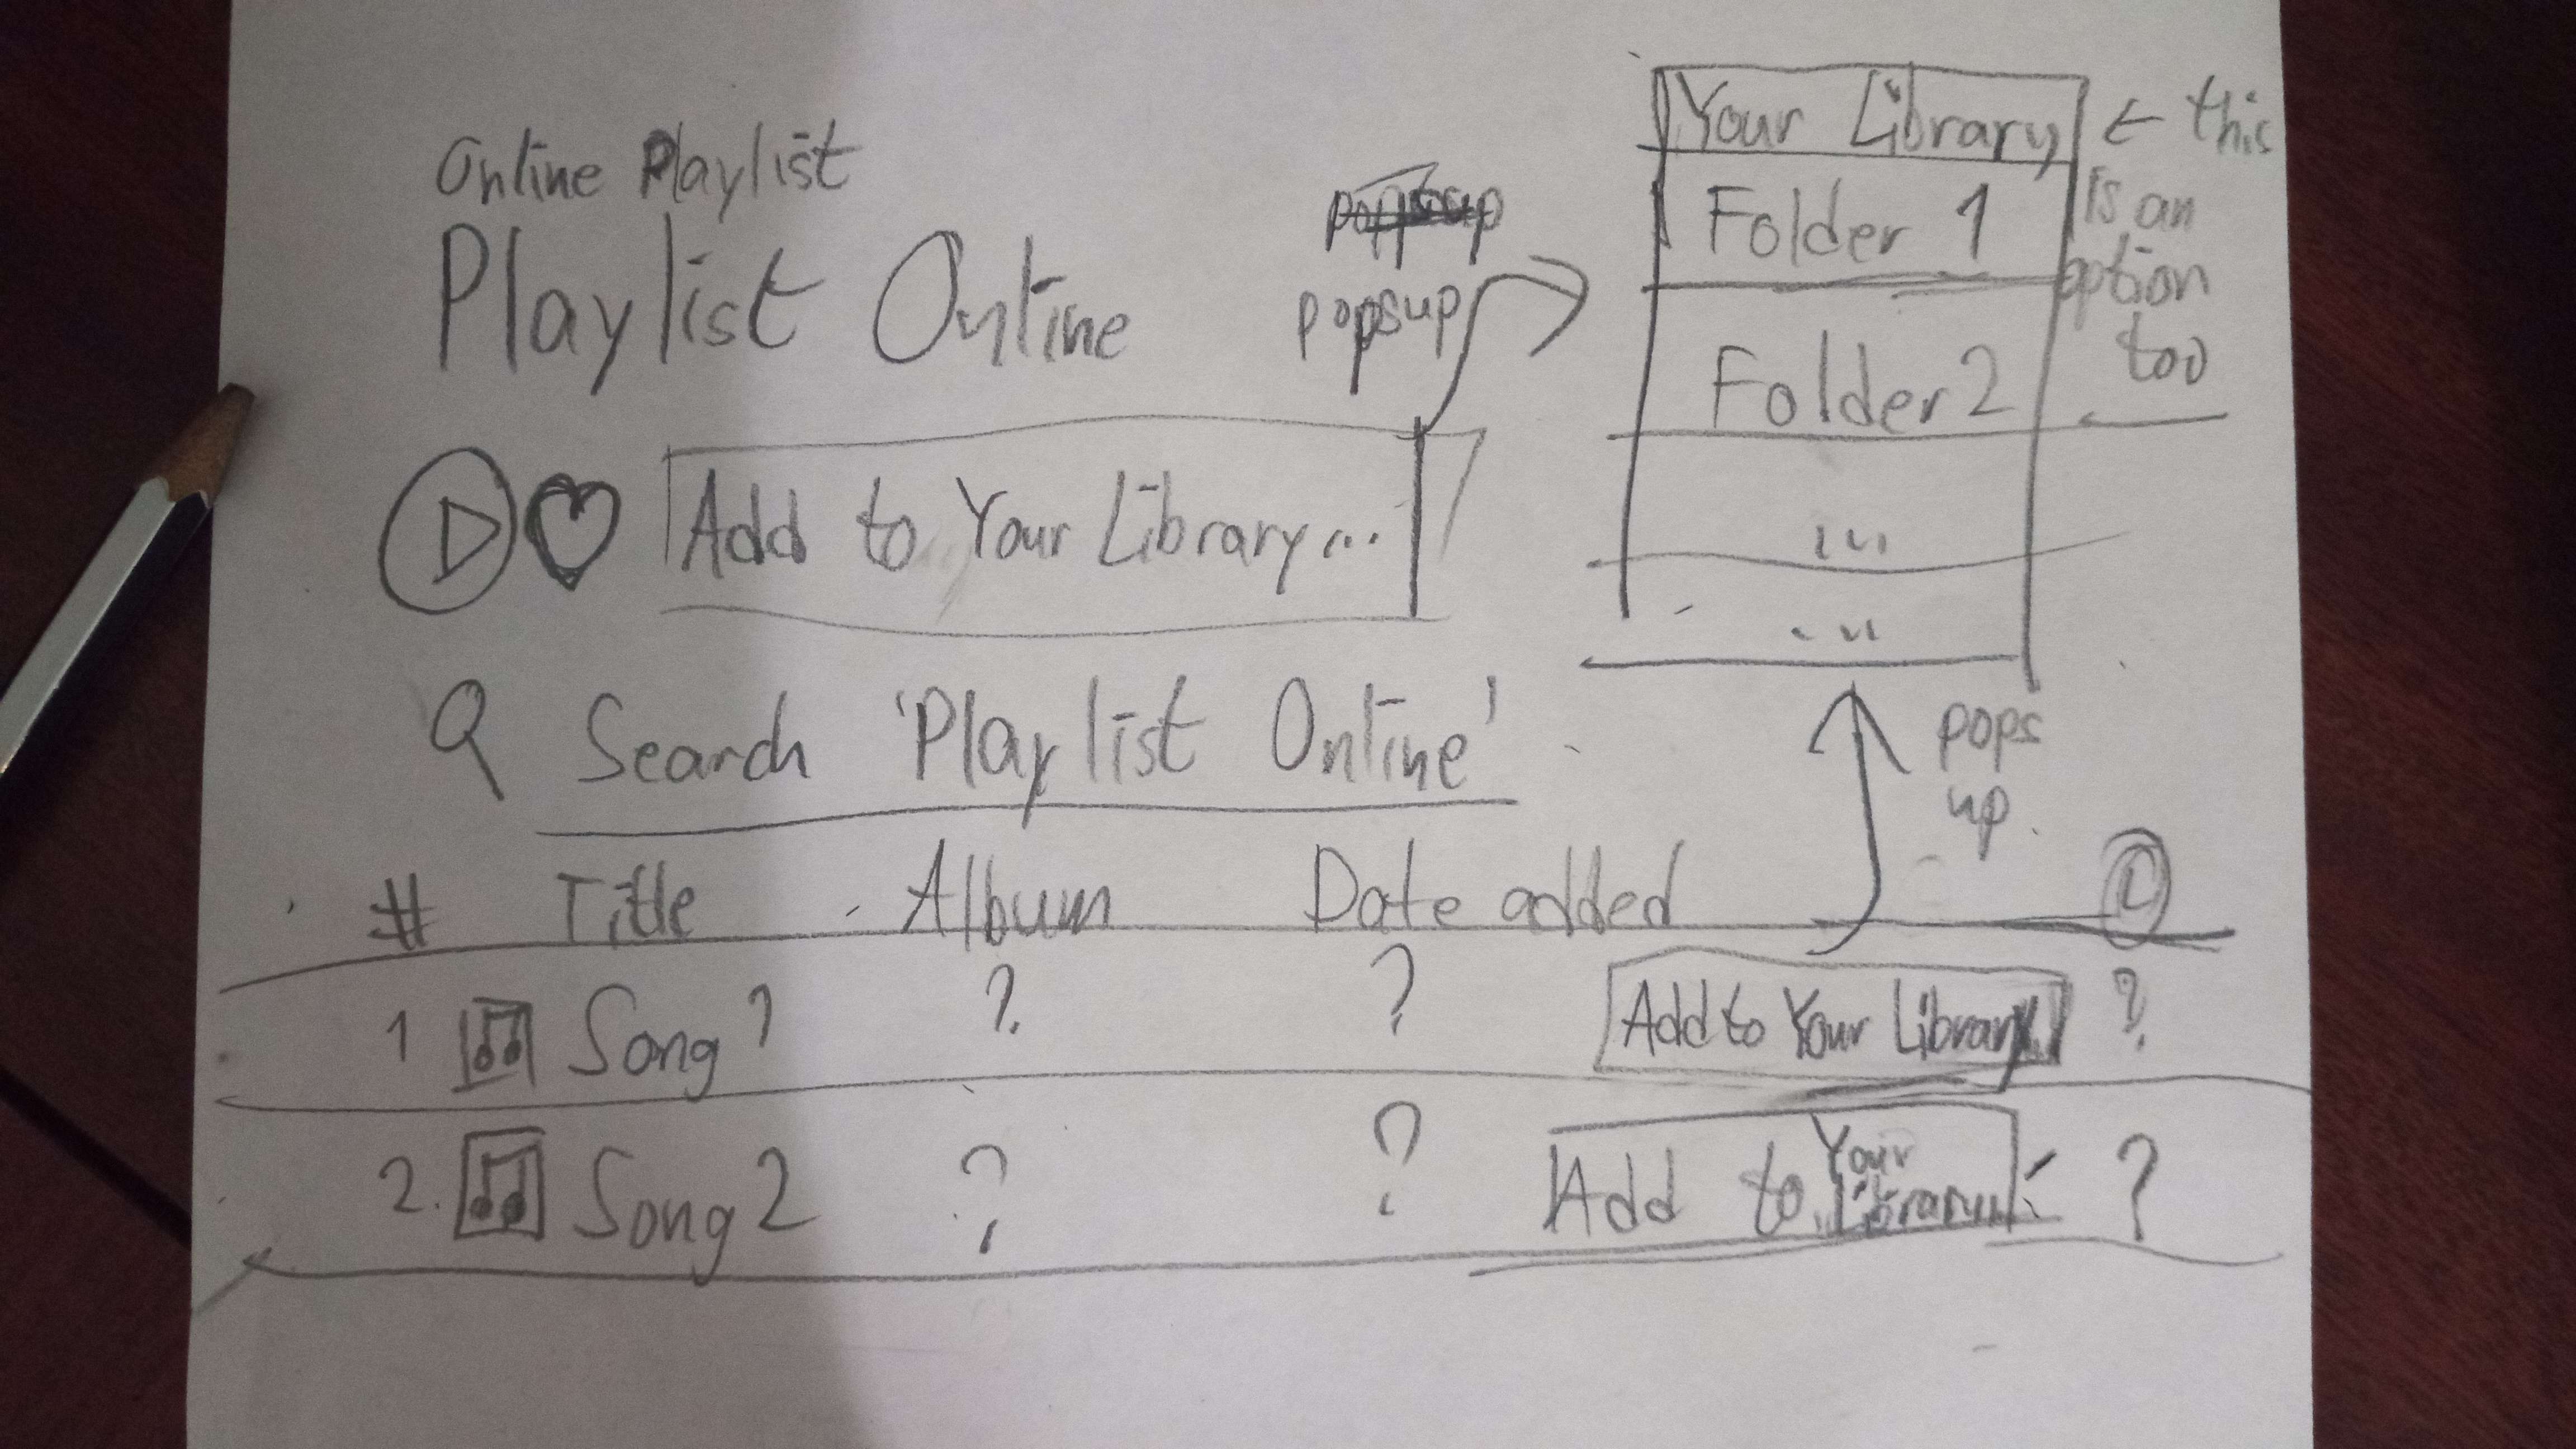 Online Playlist
Playlist Online
Add to Your Library...
popsup
Your Library
← this
is an
option
too
Folder 1
Folder 2
...
...
pops
up
Search 'Playlist Online'
# Title Album Date added
1 Song 1 ? ? Add to Your Library ?
2. Song 2 ? ? Add to Your Library.. ?